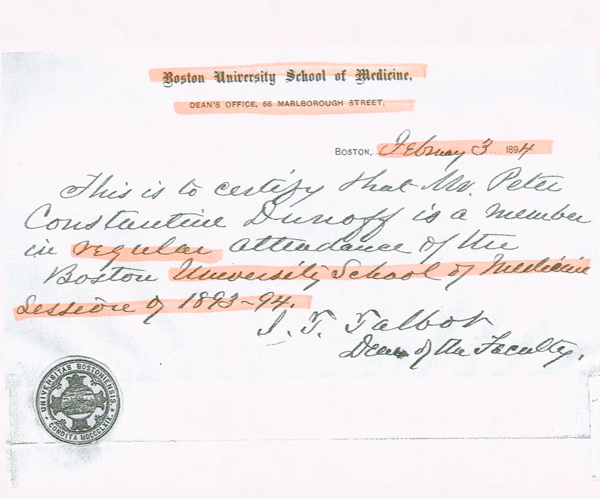 Boston University School of Medicine,
DEAN'S OFFICE, 66 MARLBOROUGH STREET,
BOSTON, February 3 1894
This is to certify that Mr. Peter
Constantine Dunoff is a member
in regular attendance of the
Boston University School of Medicine
Session of 1893-94.
I. T. Talbot
Dean of the Faculty.
UNIVERSITAS BOSTONIENSIS
CONDITA MDCCCLXIX